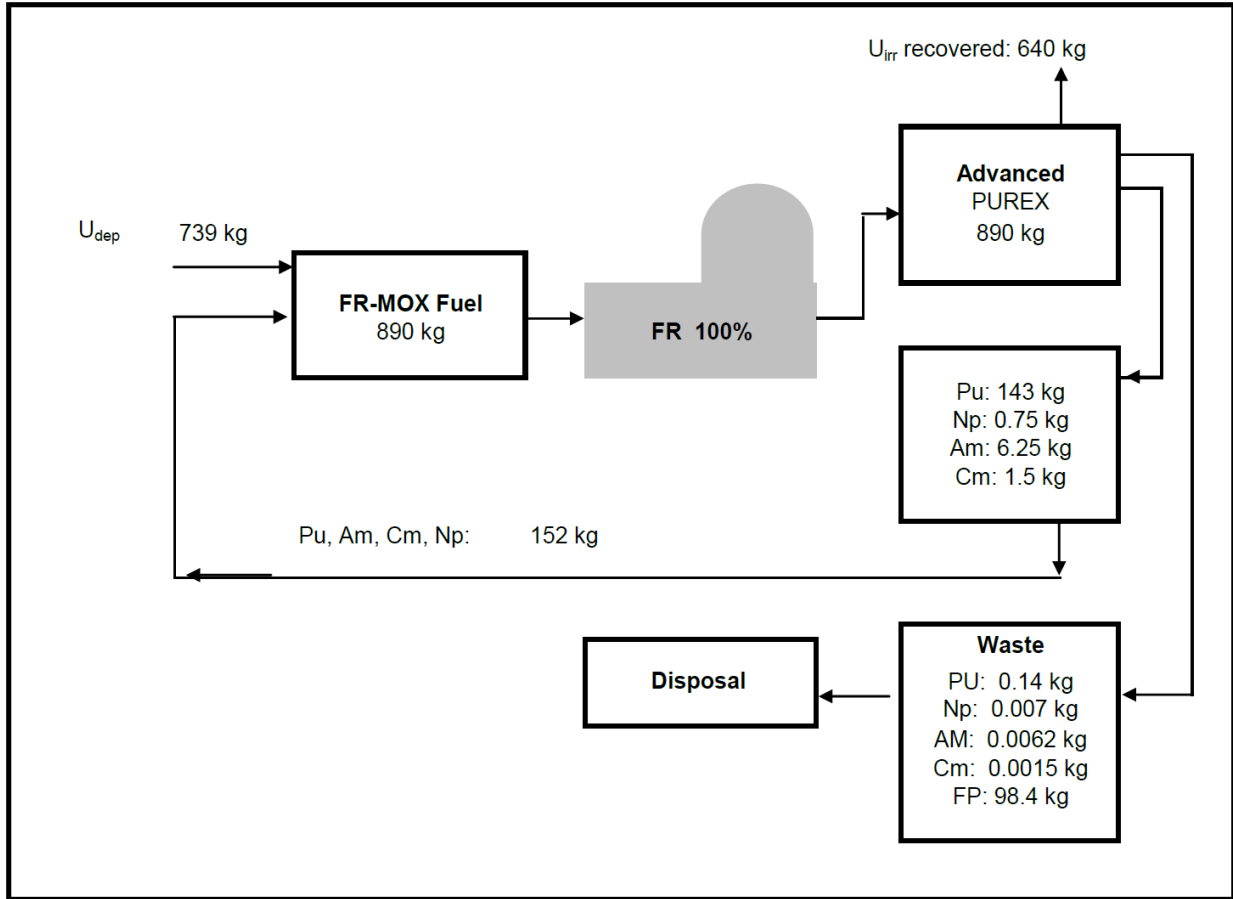 U_irr recovered: 640 kg
Advanced
PUREX
890 kg
U_dep 739 kg
FR-MOX Fuel
890 kg
FR 100%
Pu: 143 kg
Np: 0.75 kg
Am: 6.25 kg
Cm: 1.5 kg
Pu, Am, Cm, Np: 152 kg
Disposal
Waste
PU: 0.14 kg
Np: 0.007 kg
AM: 0.0062 kg
Cm: 0.0015 kg
FP: 98.4 kg